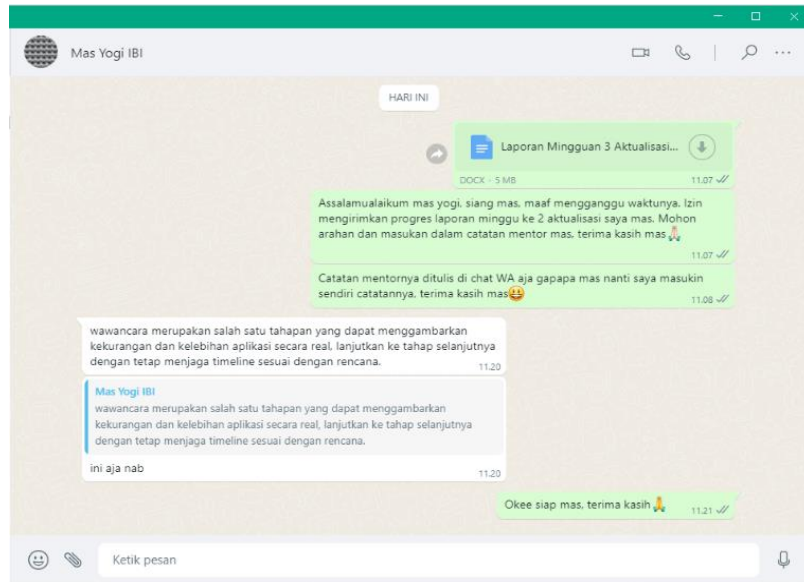 Mas Yogi IBI
HARI INI
Laporan Mingguan 3 Aktualisasi...
DOCX · 5 MB
11.07
Assalamualaikum mas yogi. siang mas, maaf mengganggu waktunya. Izin
mengirimkan progres laporan minggu ke 2 aktualisasi saya mas. Mohon
arahan dan masukan dalam catatan mentor mas, terima kasih mas🙏🏻
11.07
Catatan mentornya ditulis di chat WA aja gapapa mas nanti saya masukin
sendiri catatannya, terima kasih mas😃
11.08
wawancara merupakan salah satu tahapan yang dapat menggambarkan
kekurangan dan kelebihan aplikasi secara real, lanjutkan ke tahap selanjutnya
dengan tetap menjaga timeline sesuai dengan rencana.
11.20
Mas Yogi IBI
wawancara merupakan salah satu tahapan yang dapat menggambarkan
kekurangan dan kelebihan aplikasi secara real, lanjutkan ke tahap selanjutnya
dengan tetap menjaga timeline sesuai dengan rencana.
ini aja nab
11.20
Okee siap mas, terima kasih🙏
11.21
Ketik pesan